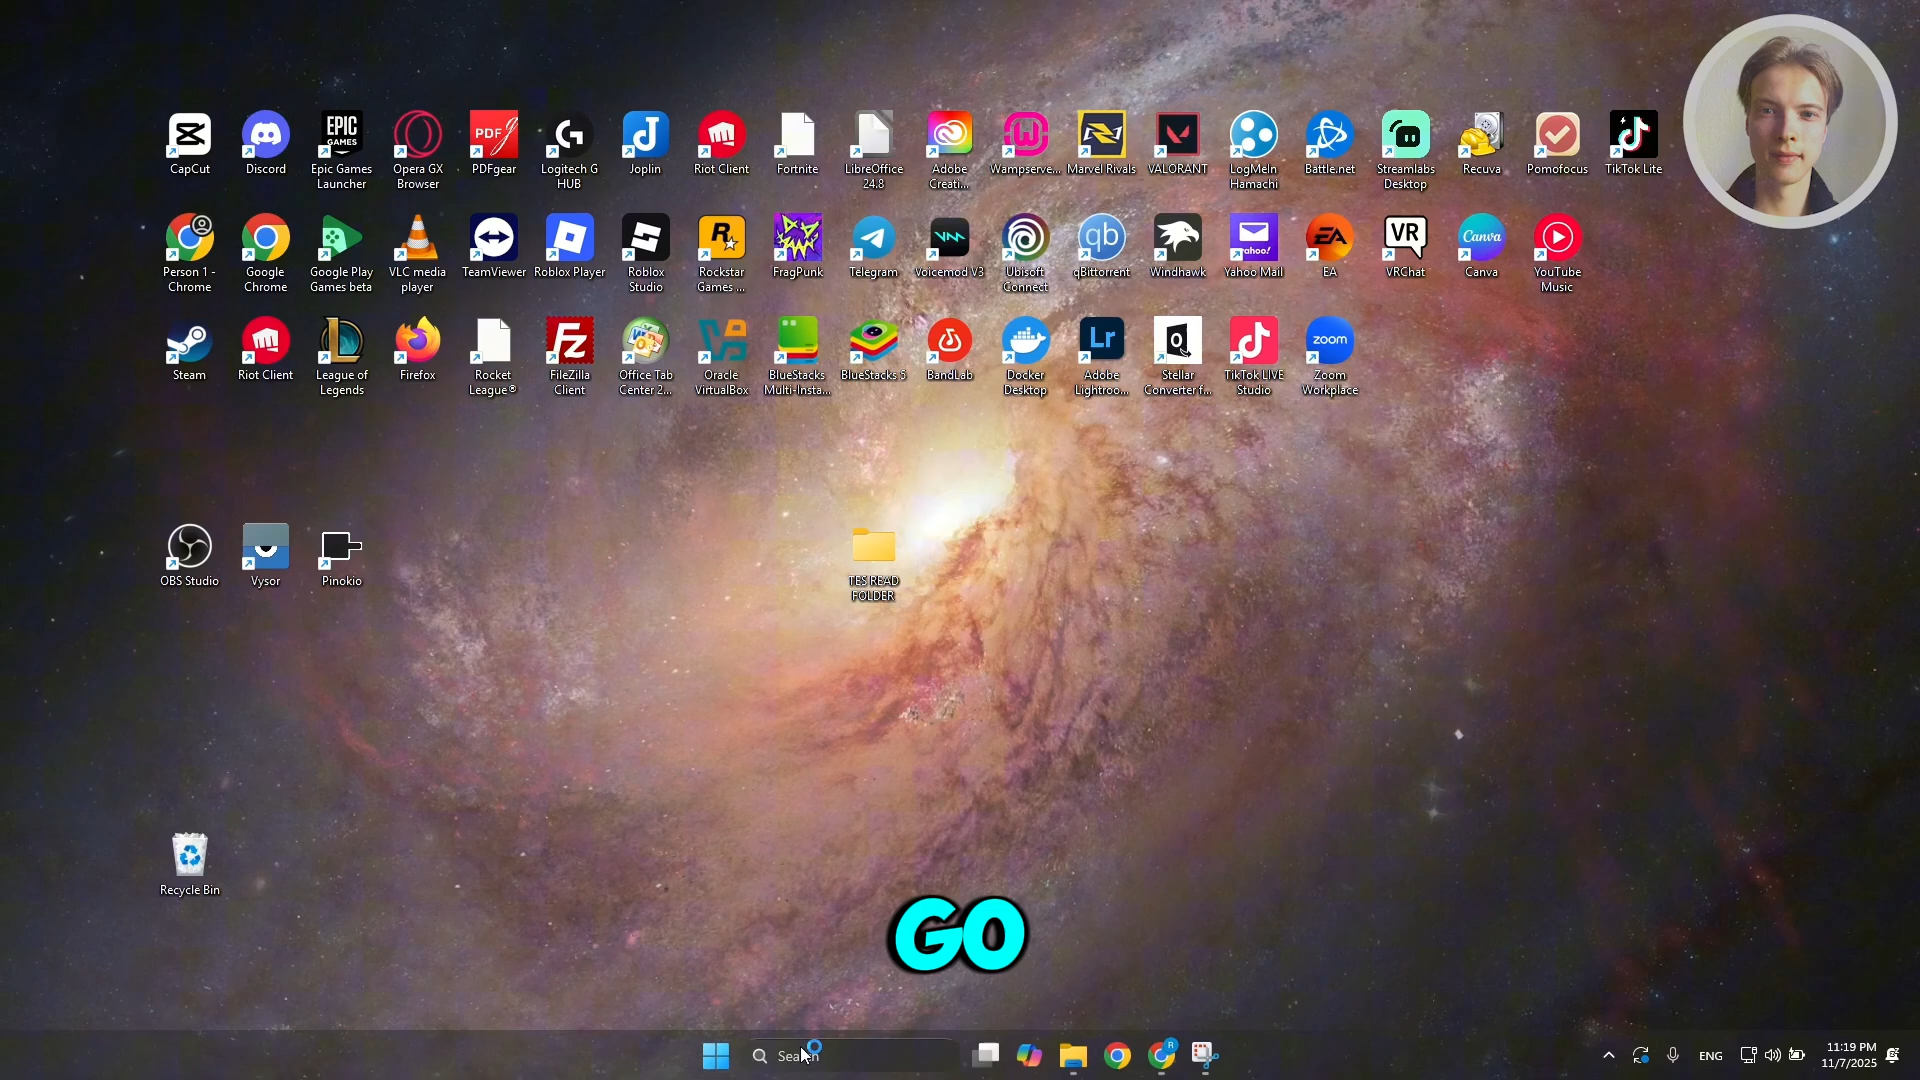 CapCut
Discord
Epic Games Launcher
Opera GX Browser
PDFgear
Logitech G HUB
Joplin
Riot Client
Fortnite
LibreOffice 24.8
Adobe Creati...
Wampserve...
Marvel Rivals
VALORANT
LogMeIn Hamachi
Battle.net
Streamlabs Desktop
Recuva
Pomofocus
TikTok Lite
Person 1 - Chrome
Google Chrome
Google Play Games beta
VLC media player
TeamViewer
Roblox Player
Roblox Studio
Rockstar Games ...
FragPunk
Telegram
Voicemod V3
Ubisoft Connect
qBittorrent
Windhawk
Yahoo Mail
EA
VRChat
Canva
YouTube Music
Steam
Riot Client
League of Legends
Firefox
Rocket League®
FileZilla Client
Office Tab Center 2...
Oracle VirtualBox
BlueStacks Multi-Insta...
BlueStacks 5
BandLab
Docker Desktop
Adobe Lightroo...
Stellar Converter f...
TikTok LIVE Studio
Zoom Workplace
OBS Studio
Vysor
Pinokio
TES READ FOLDER
Recycle Bin
GO
Search
ENG
11:19 PM
11/7/2025